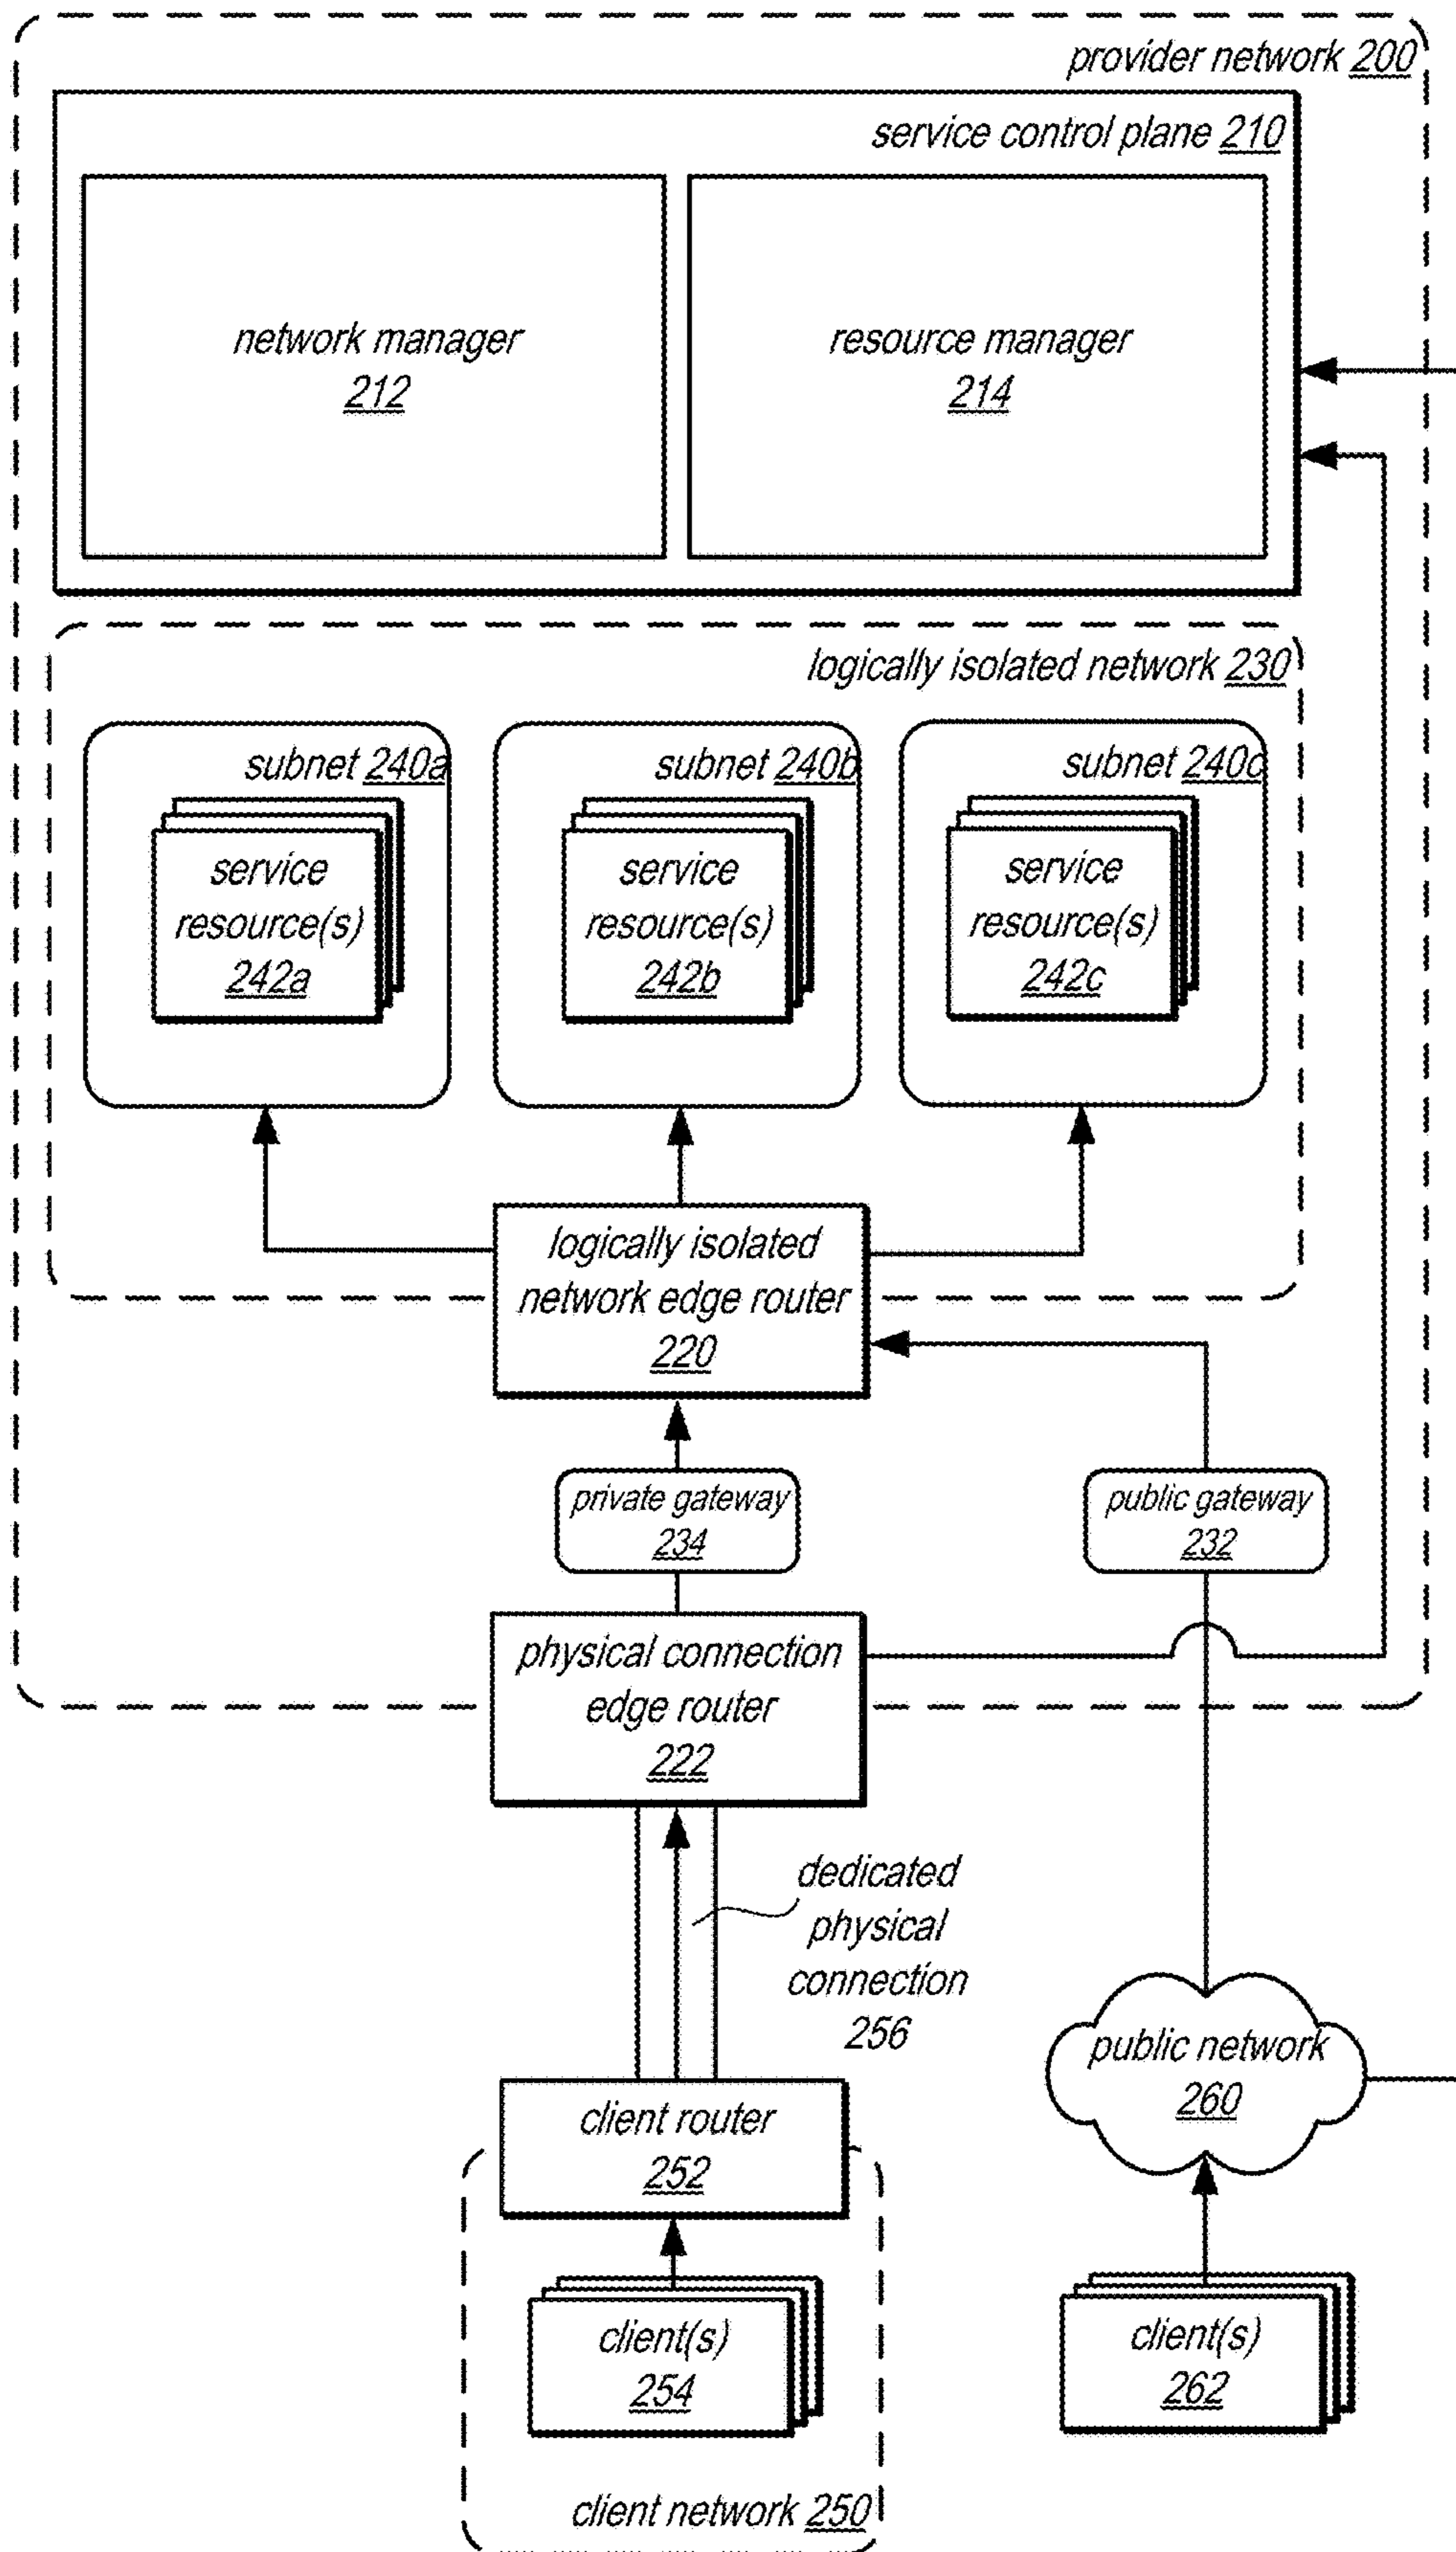 provider network 200
service control plane 210
network manager
212
resource manager
214
logically isolated network 230
subnet 240a
service
resource(s)
242a
subnet 240b
service
resource(s)
242b
subnet 240c
service
resource(s)
242c
logically isolated
network edge router
220
private gateway
234
public gateway
232
physical connection
edge router
222
dedicated
physical
connection
256
public network
260
client router
252
client(s)
254
client(s)
262
client network 250